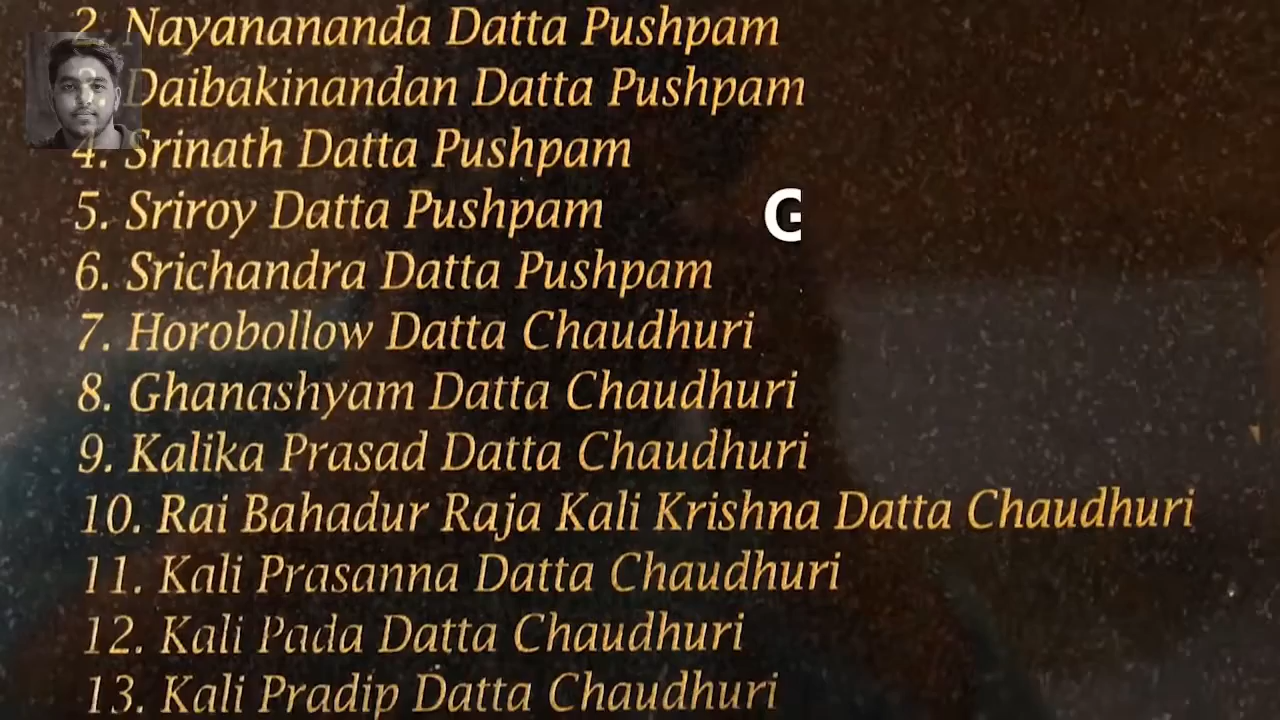 2. Nayanananda Datta Pushpam
Daibakinandan Datta Pushpam
4. Srinath Datta Pushpam
5. Sriroy Datta Pushpam
G
6. Srichandra Datta Pushpam
7. Horobollow Datta Chaudhuri
8. Ghanashyam Datta Chaudhuri
9. Kalika Prasad Datta Chaudhuri
10. Rai Bahadur Raja Kali Krishna Datta Chaudhuri
11. Kali Prasanna Datta Chaudhuri
12. Kali Pada Datta Chaudhuri
13. Kali Pradip Datta Chaudhuri